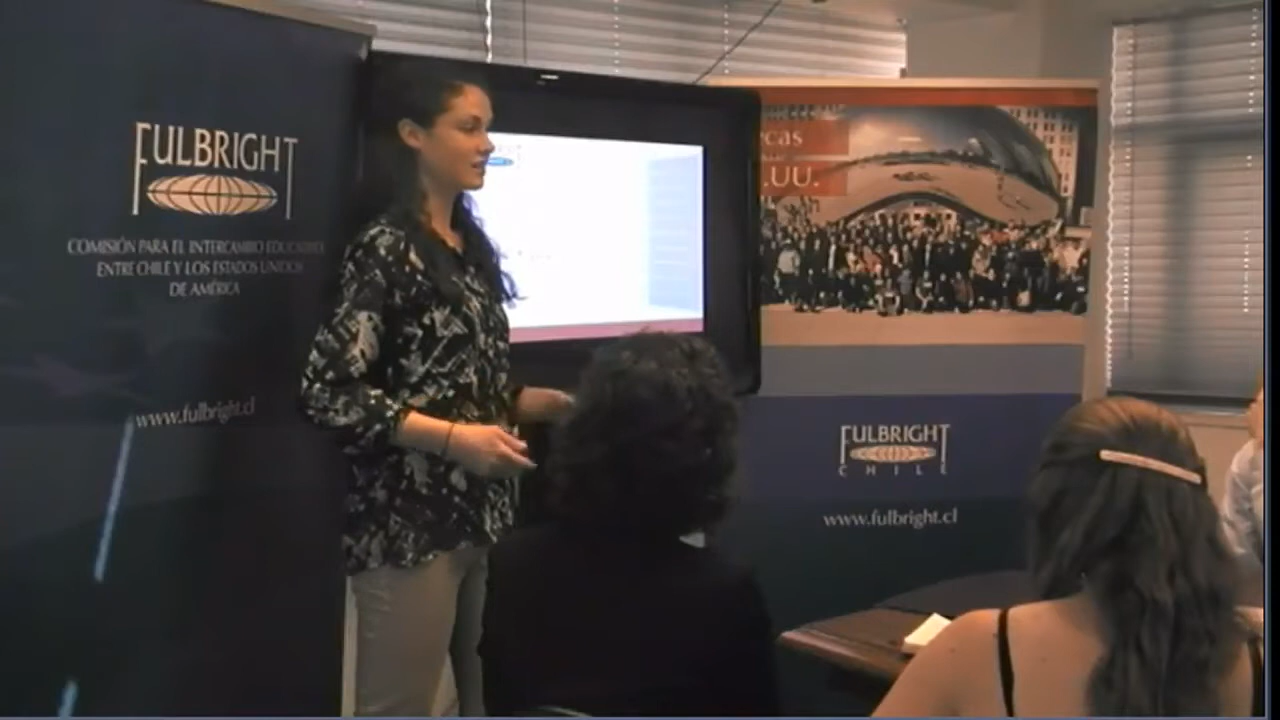 FULBRIGHT
COMISIÓN PARA EL INTERCAMBIO EDUCATIVO
ENTRE CHILE Y LOS ESTADOS UNIDOS
DE AMÉRICA
www.fulbright.cl
cas
.UU.
FULBRIGHT
CHILE
www.fulbright.cl